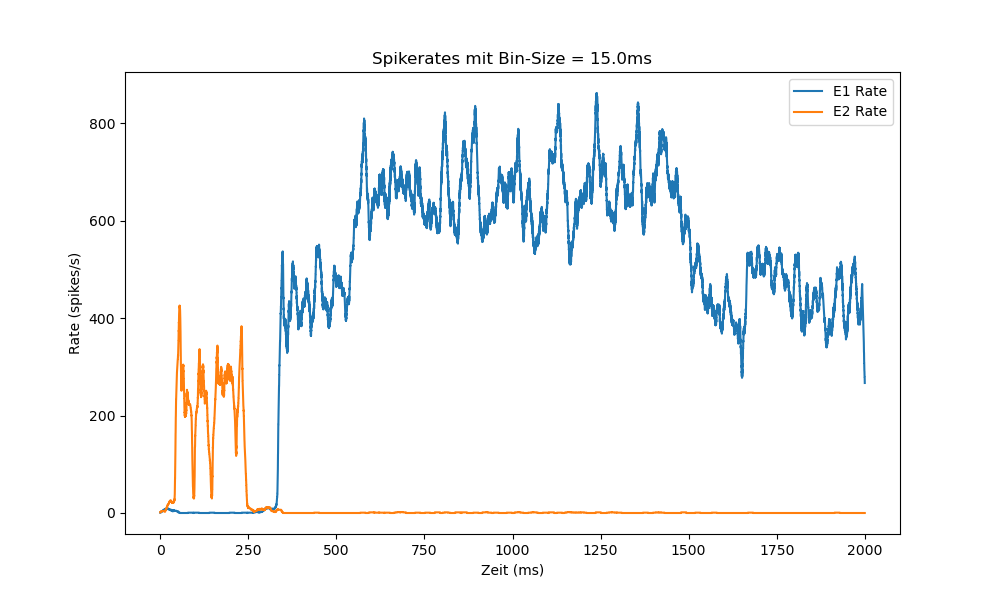 Spikerates mit Bin-Size = 15.0ms
E1 Rate
E2 Rate
800
600
400
200
0
Rate (spikes/s)
0 250 500 750 1000 1250 1500 1750 2000
Zeit (ms)